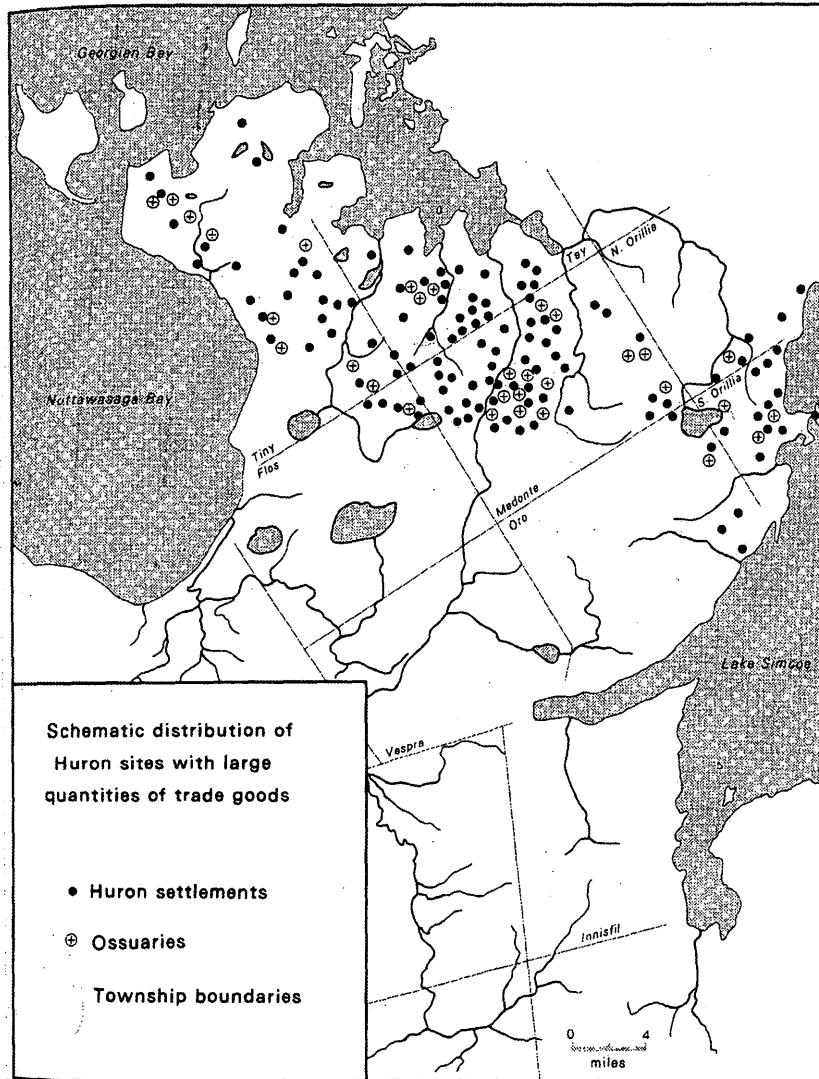 Georgian Bay
Tay
N. Orillia
Nottawasaga Bay
S. Orillia
Tiny
Flos
Medonte
Oro
Lake Simcoe
Schematic distribution of
Huron sites with large
quantities of trade goods
Vespra
Huron settlements
Ossuaries
Innisfil
Township boundaries
0 4
miles